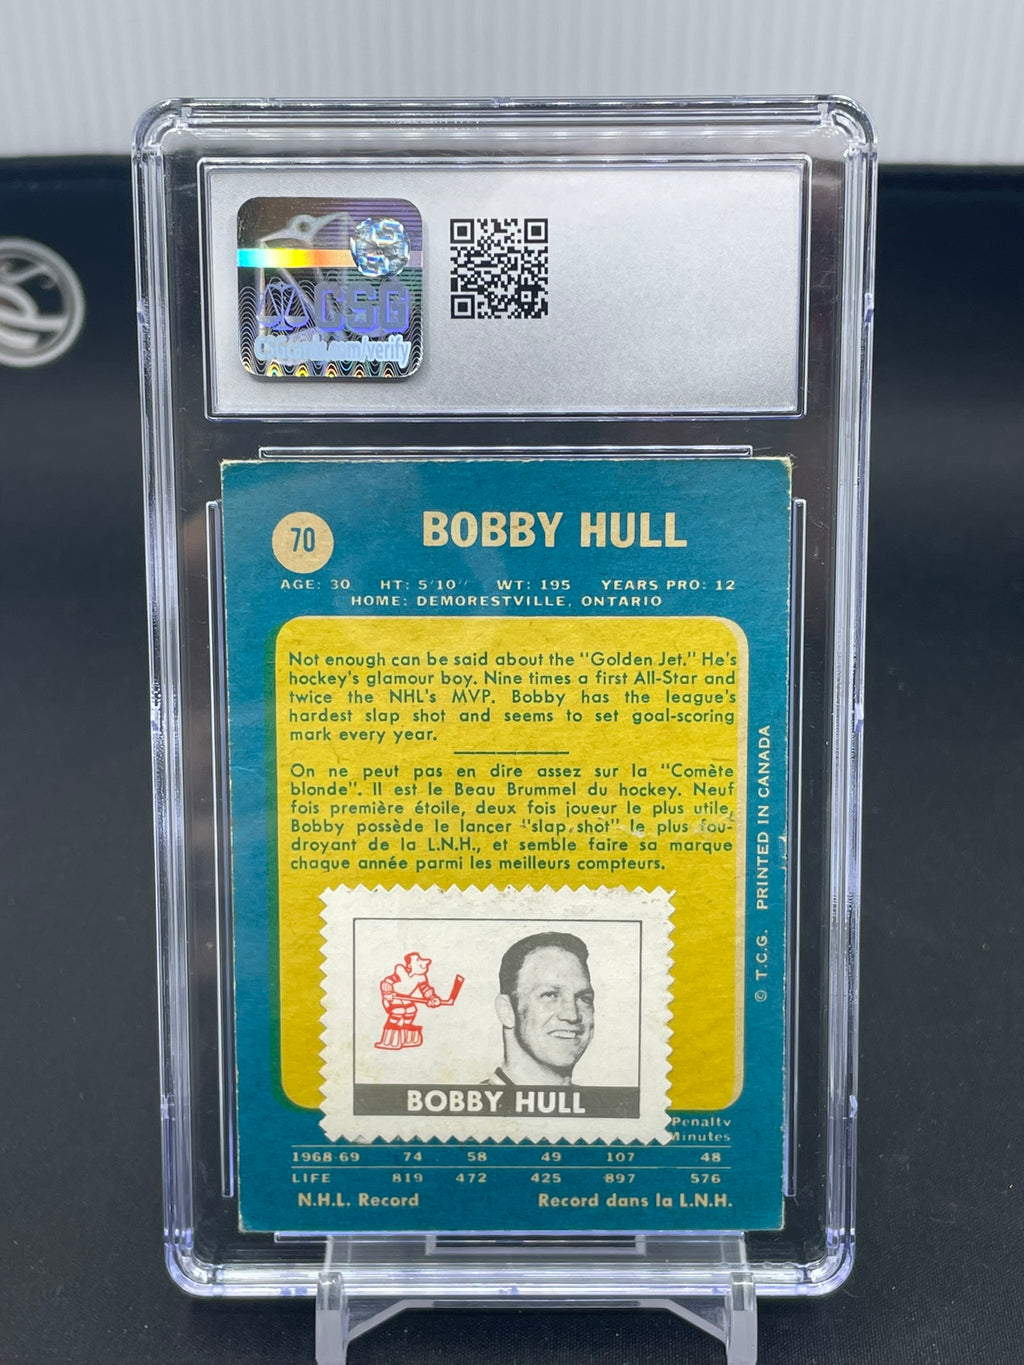 CSG
CSGcards.com/verify
70
BOBBY HULL
AGE: 30 HT: 5'10'' WT: 195 YEARS PRO: 12
HOME: DEMORESTVILLE, ONTARIO
Not enough can be said about the "Golden Jet." He's
hockey's glamour boy. Nine times a first All-Star and
twice the NHL's MVP. Bobby has the league's
hardest slap shot and seems to set goal-scoring
mark every year.
On ne peut pas en dire assez sur la "Comète
blonde". Il est le Beau Brummel du hockey. Neuf
fois première étoile, deux fois joueur le plus utile,
Bobby possède le lancer "slap shot" le plus fou-
droyant de la L.N.H., et semble faire sa marque
chaque année parmi les meilleurs compteurs.
© T.C.G. PRINTED IN CANADA
BOBBY HULL
Penalty
Minutes
1968-69 74 58 49 107 48
LIFE 819 472 425 897 576
N.H.L. Record Record dans la L.N.H.